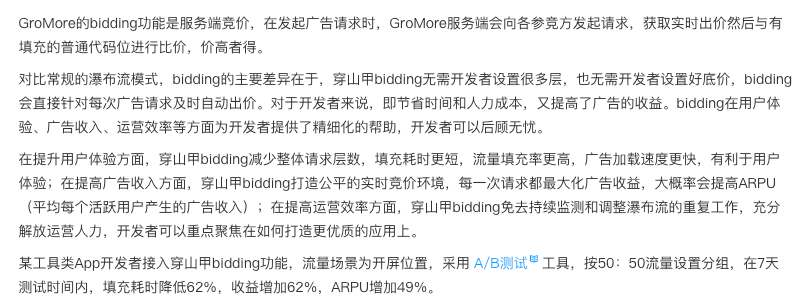 GroMore的bidding功能是服务端竞价，在发起广告请求时，GroMore服务端会向各参竞方发起请求，获取实时出价然后与有
填充的普通代码位进行比价，价高者得。
对比常规的瀑布流模式，bidding的主要差异在于，穿山甲bidding无需开发者设置很多层，也无需开发者设置好底价，bidding
会直接针对每次广告请求及时自动出价。对于开发者来说，即节省时间和人力成本，又提高了广告的收益。bidding在用户体
验、广告收入、运营效率等方面为开发者提供了精细化的帮助，开发者可以后顾无忧。
在提升用户体验方面，穿山甲bidding减少整体请求层数，填充耗时更短，流量填充率更高，广告加载速度更快，有利于用户
体验；在提高广告收入方面，穿山甲bidding打造公平的实时竞价环境，每一次请求都最大化广告收益，大概率会提高ARPU
（平均每个活跃用户产生的广告收入）；在提高运营效率方面，穿山甲bidding免去持续监测和调整瀑布流的重复工作，充分
解放运营人力，开发者可以重点聚焦在如何打造更优质的应用上。
某工具类App开发者接入穿山甲bidding功能，流量场景为开屏位置，采用 A/B测试 工具，按50：50流量设置分组，在7天
测试时间内，填充耗时降低62%，收益增加62%，ARPU增加49%。